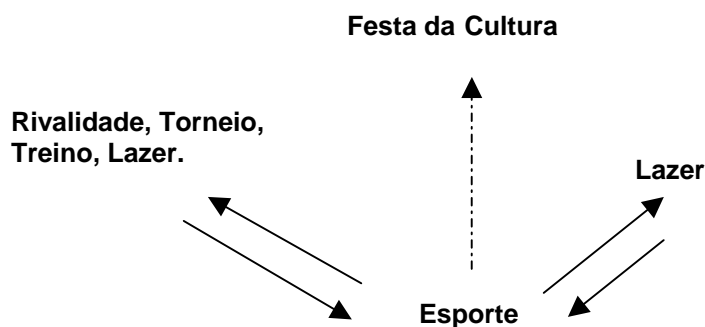 Festa da Cultura
Rivalidade, Torneio,
Treino, Lazer.
Lazer
Esporte